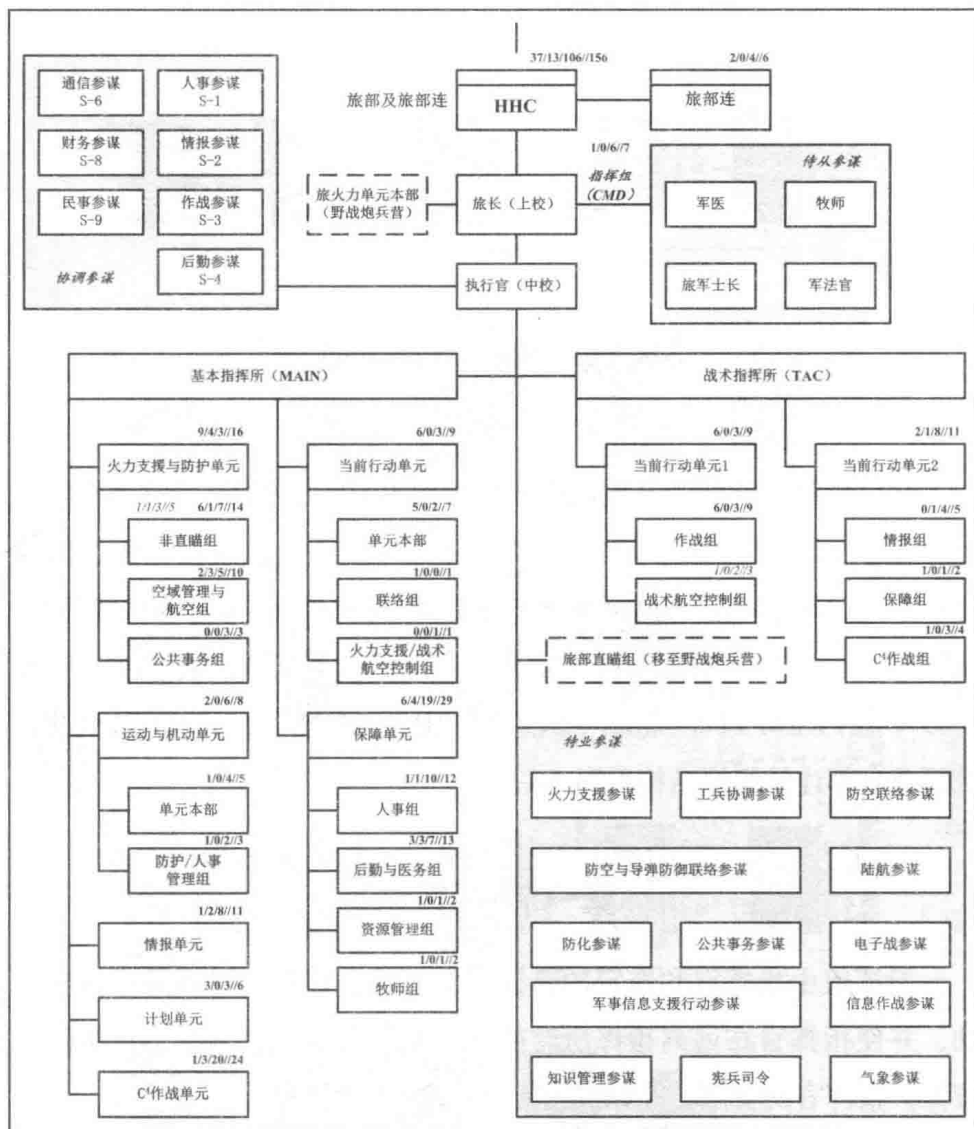 37/13/106//156
2/0/4//6
旅部及旅部连
HHC
旅部连
通信参谋
S-6
人事参谋
S-1
财务参谋
S-8
情报参谋
S-2
民事参谋
S-9
作战参谋
S-3
协调参谋
后勤参谋
S-4
旅火力单元本部
(野战炮兵营)
旅长(上校)
1/0/6//7
指挥组
(CMD)
执行官(中校)
侍从参谋
军医
牧师
旅军士长
军法官
基本指挥所(MAIN)
战术指挥所(TAC)
9/4/3//16
火力支援与防护单元
1/1/3//5
6/1/7//14
非直瞄组
2/3/5//10
空域管理与
航空组
0/0/3//3
公共事务组
2/0/6//8
运动与机动单元
1/0/4//5
单元本部
1/0/2//3
防护/人事
管理组
1/2/8//11
情报单元
3/0/3//6
计划单元
1/3/20//24
C⁴作战单元
6/0/3//9
当前行动单元
5/0/2//7
单元本部
1/0/0//1
联络组
0/0/1//1
火力支援/战术
航空控制组
6/4/19//29
保障单元
1/1/10//12
人事组
3/3/7//13
后勤与医务组
1/0/1//2
资源管理组
1/0/1//2
牧师组
6/0/3//9
当前行动单元1
6/0/3//9
作战组
1/0/2//3
战术航空控制组
2/1/8//11
当前行动单元2
0/1/4//5
情报组
1/0/1//2
保障组
1/0/3//4
C⁴作战组
旅部直瞄组(移至野战炮兵营)
特业参谋
火力支援参谋
工兵协调参谋
防空联络参谋
防空与导弹防御联络参谋
陆航参谋
防化参谋
公共事务参谋
电子战参谋
军事信息支援行动参谋
信息作战参谋
知识管理参谋
宪兵司令
气象参谋